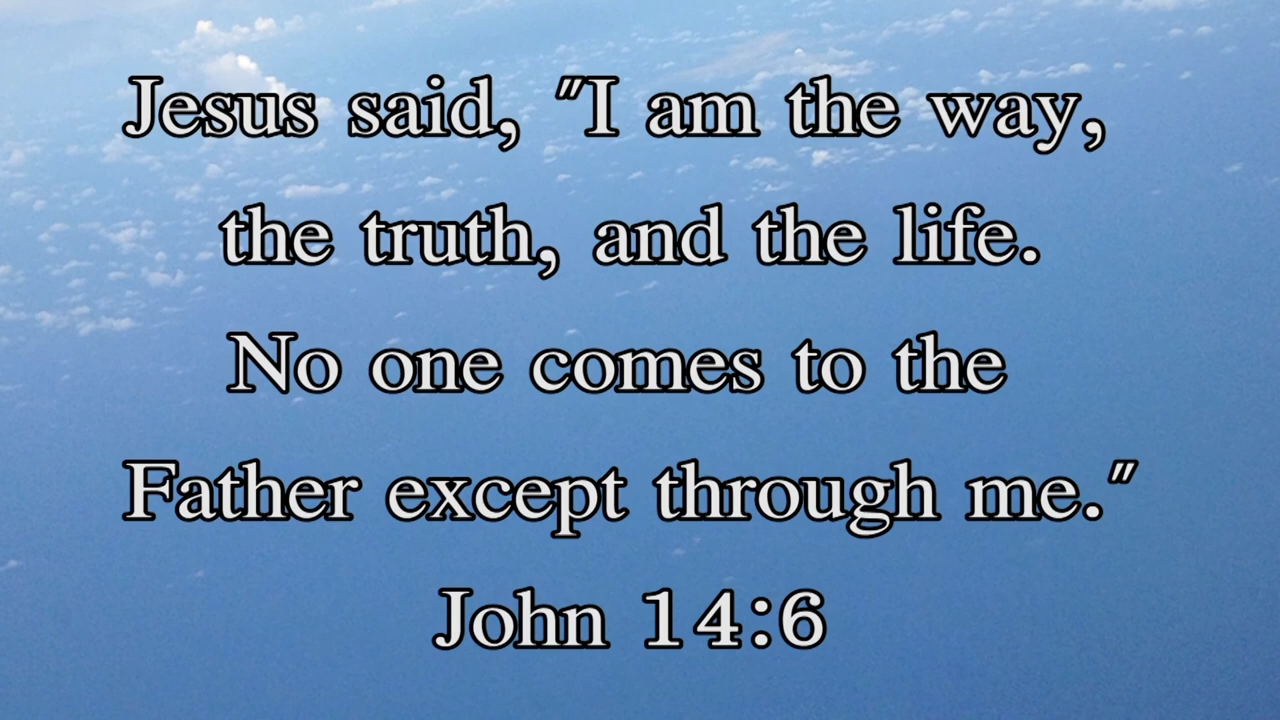 Jesus said, "I am the way,
the truth, and the life.
No one comes to the
Father except through me."
John 14:6